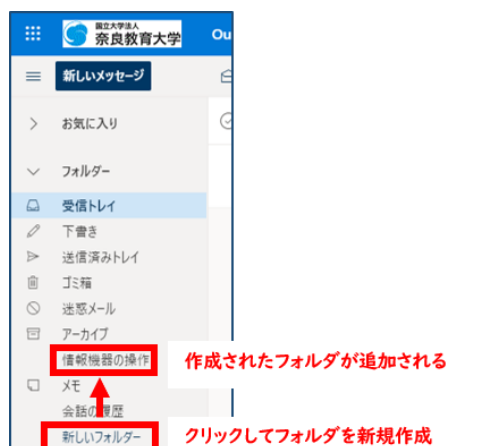 国立大学法人
奈良教育大学
Ou
新しいメッセージ
お気に入り
フォルダー
受信トレイ
下書き
送信済みトレイ
ゴミ箱
迷惑メール
アーカイブ
情報機器の操作
作成されたフォルダが追加される
メモ
会話の履歴
新しいフォルダー
クリックしてフォルダを新規作成